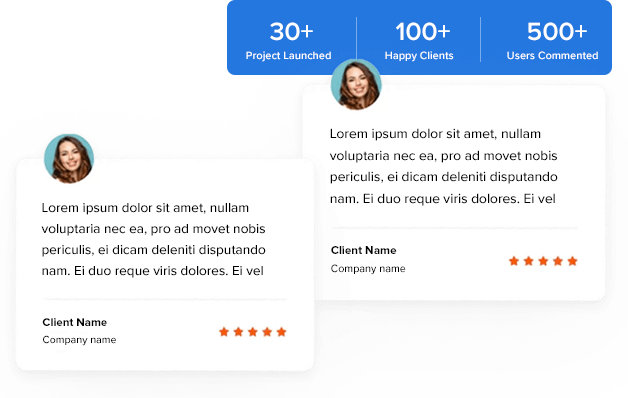 30+
Project Launched
100+
Happy Clients
500+
Users Commented
Lorem ipsum dolor sit amet, nullam
voluptaria nec ea, pro ad movet nobis
periculis, ei dicam deleniti disputando
nam. Ei duo reque viris dolores. Ei vel
Client Name
Company name
Lorem ipsum dolor sit amet, nullam
voluptaria nec ea, pro ad movet nobis
periculis, ei dicam deleniti disputando
nam. Ei duo reque viris dolores. Ei vel
Client Name
Company name